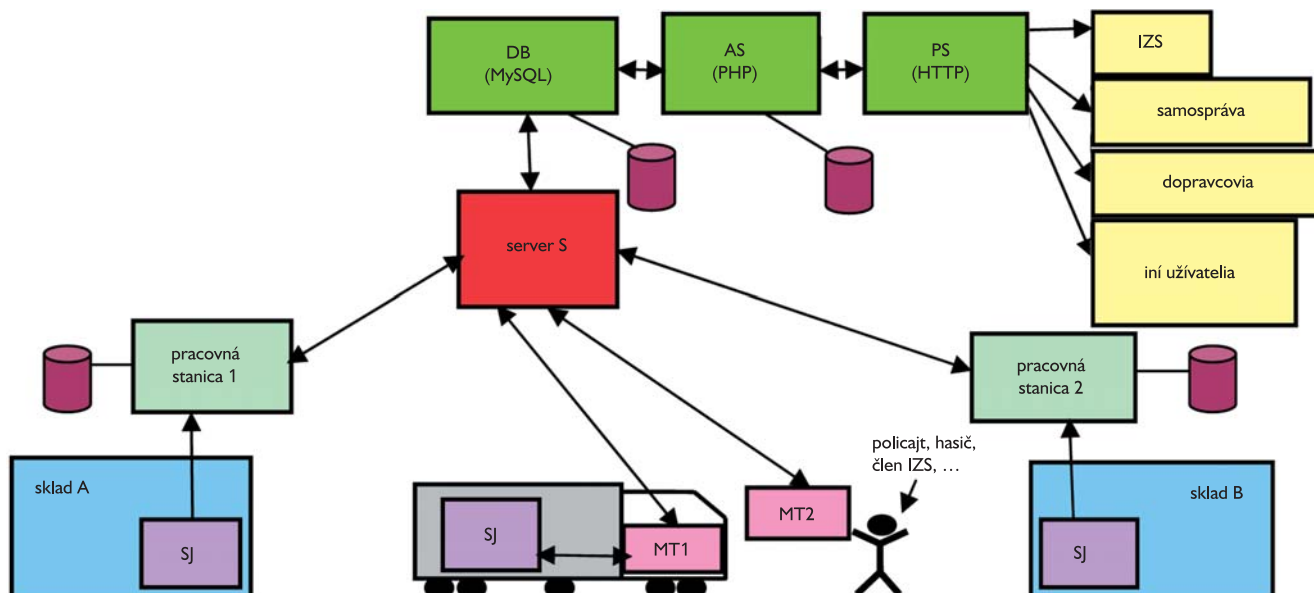 DB
(MySQL)
AS
(PHP)
PS
(HTTP)
IZS
samospráva
dopravcovia
iní užívatelia
server S
pracovná
stanica 1
pracovná
stanica 2
policajt, hasič,
člen IZS, …
sklad A
SJ
SJ
MT1
MT2
sklad B
SJ